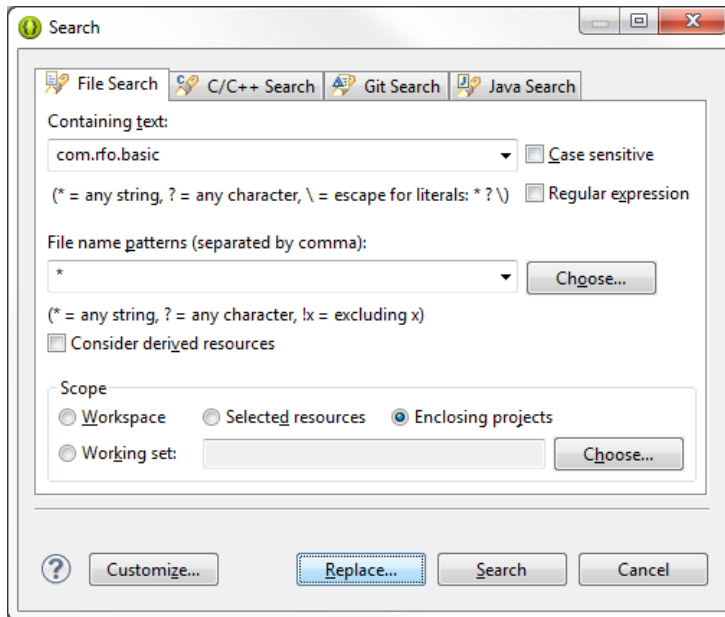 Search
File Search C/C++ Search Git Search Java Search
Containing text:
com.rfo.basic Case sensitive
(* = any string, ? = any character, \ = escape for literals: * ? \) Regular expression
File name patterns (separated by comma):
* Choose...
(* = any string, ? = any character, !x = excluding x)
Consider derived resources
Scope
Workspace Selected resources Enclosing projects
Working set: Choose...
? Customize... Replace... Search Cancel